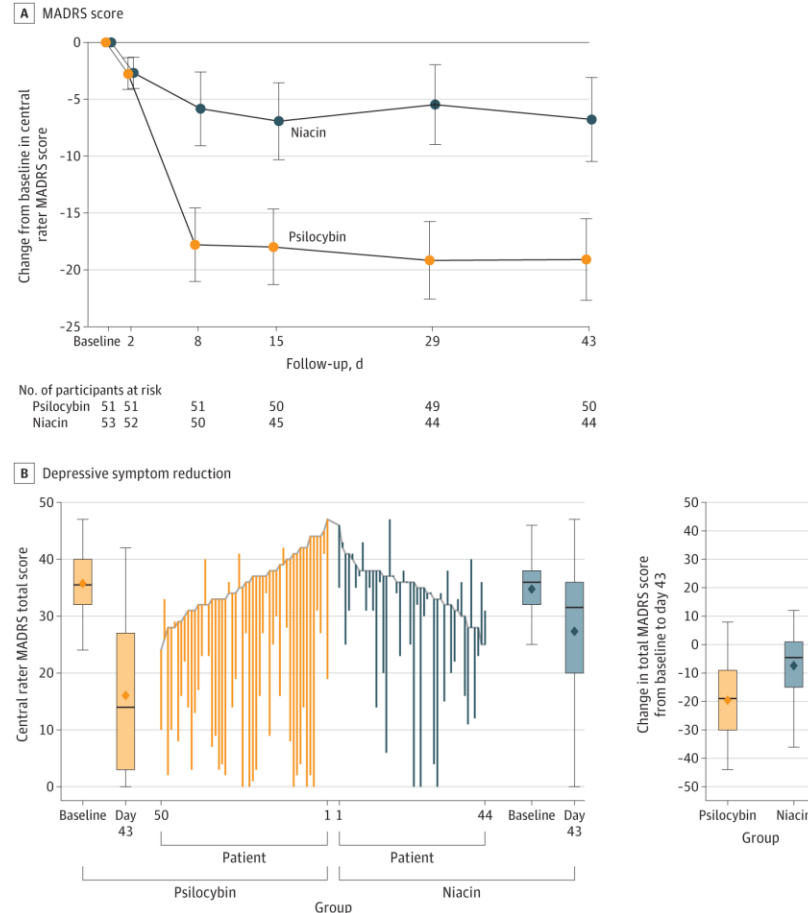 A MADRS score
Change from baseline in central
rater MADRS score
0
-5
-10
-15
-20
-25
Niacin
Psilocybin
Baseline 2 8 15 29 43
Follow-up, d
No. of participants at risk
Psilocybin 51 51 51 50 49 50
Niacin 53 52 50 45 44 44
B Depressive symptom reduction
Central rater MADRS total score
50
40
30
20
10
0
Baseline Day 50 1 1 44 Baseline Day
43 43
Patient Patient
Psilocybin Niacin
Group
Change in total MADRS score
from baseline to day 43
50
40
30
20
10
0
-10
-20
-30
-40
-50
Psilocybin Niacin
Group